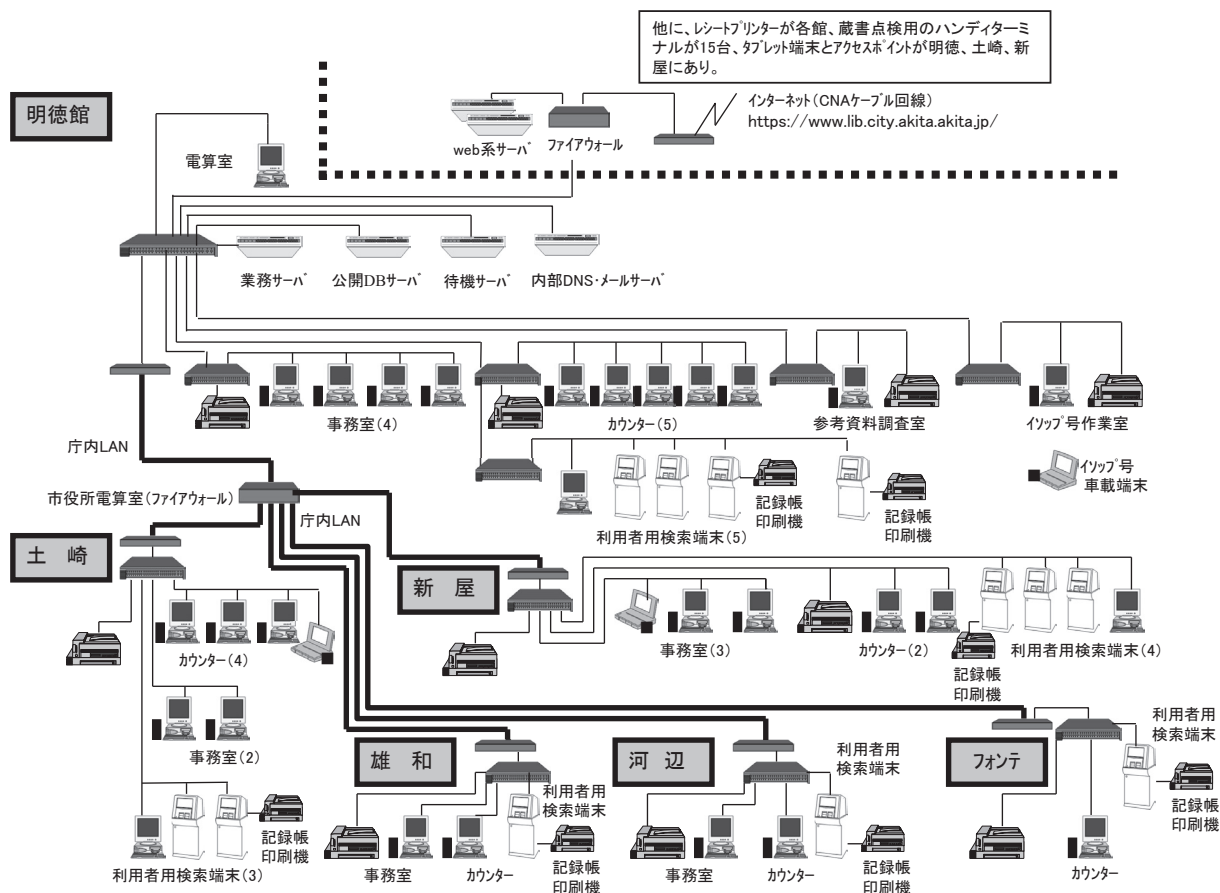 他に、レシートプリンターが各館、蔵書点検用のハンディターミ
ナルが15台、タブレット端末とアクセスポイントが明徳、土崎、新
屋にあり。
明徳館
電算室
web系サーバ
ファイアウォール
インターネット(CNAケーブル回線)
https://www.lib.city.akita.akita.jp/
業務サーバ
公開DBサーバ
待機サーバ
内部DNS・メールサーバ
事務室(4)
カウンター(5)
参考資料調査室
イソップ号作業室
庁内LAN
イソップ号
車載端末
利用者用検索端末(5)
記録帳
印刷機
記録帳
印刷機
市役所電算室(ファイアウォール)
庁内LAN
土 崎
新 屋
カウンター(4)
事務室(3)
カウンター(2)
記録帳
印刷機
利用者用検索端末(4)
事務室(2)
雄 和
利用者用
検索端末
河 辺
利用者用
検索端末
フォンテ
利用者用
検索端末
利用者用検索端末(3)
記録帳
印刷機
事務室
カウンター
記録帳
印刷機
事務室
カウンター
記録帳
印刷機
カウンター
記録帳
印刷機